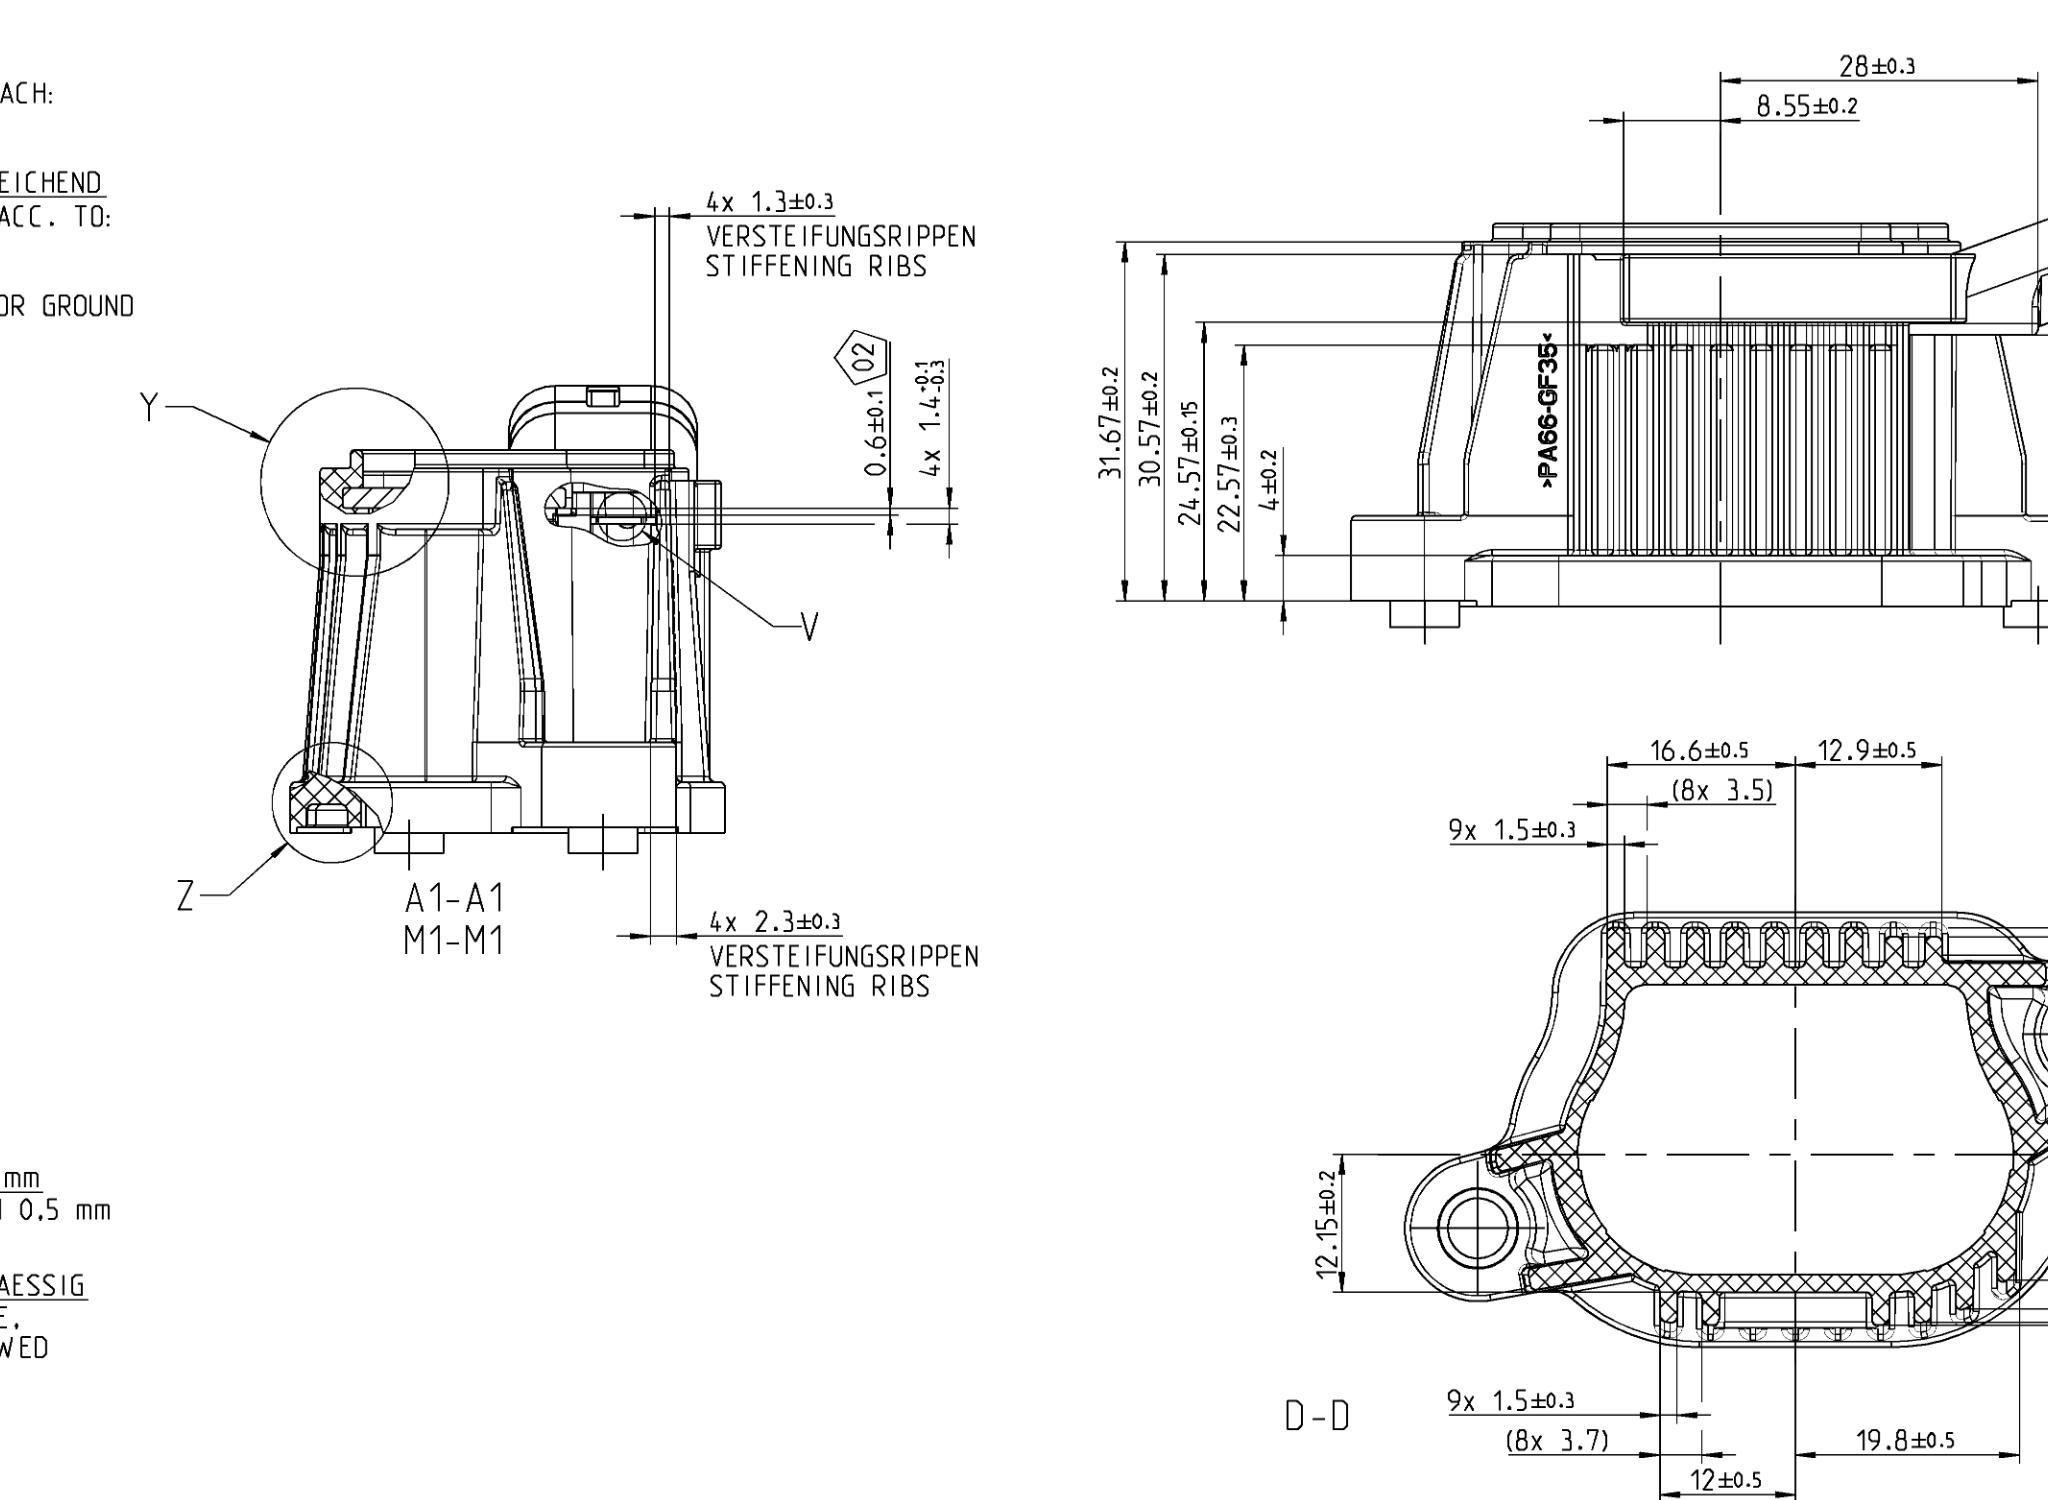 ACH:
EICHEND
ACC. TO:
OR GROUND
4x 1.3±0.3
VERSTEIFUNGSRIPPEN
STIFFENING RIBS
02
0.6±0.1
4x 1.4+0.1 -0.3
Y
V
Z
A1-A1
M1-M1
4x 2.3±0.3
VERSTEIFUNGSRIPPEN
STIFFENING RIBS
28±0.3
8.55±0.2
31.67±0.2
30.57±0.2
24.57±0.15
22.57±0.3
4±0.2
>PA66-GF35<
16.6±0.5
12.9±0.5
(8x 3.5)
9x 1.5±0.3
12.15±0.2
D-D
9x 1.5±0.3
(8x 3.7)
12±0.5
19.8±0.5
mm
0,5 mm
AESSIG
E,
WED